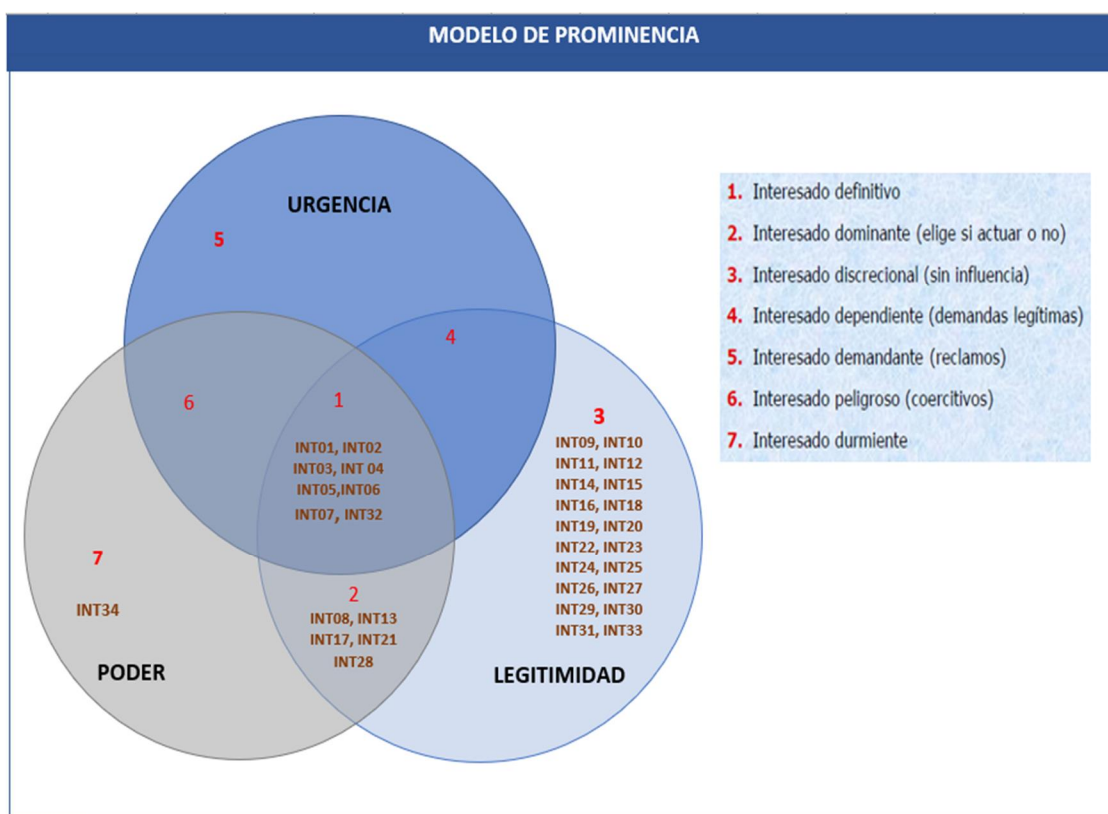 MODELO DE PROMINENCIA
URGENCIA
5
4
6
1
INT01, INT02
INT03, INT 04
INT05,INT06
INT07, INT32
3
INT09, INT10
INT11, INT12
INT14, INT15
INT16, INT18
INT19, INT20
INT22, INT23
INT24, INT25
INT26, INT27
INT29, INT30
INT31, INT33
7
INT34
2
INT08, INT13
INT17, INT21
INT28
PODER
LEGITIMIDAD
1. Interesado definitivo
2. Interesado dominante (elige si actuar o no)
3. Interesado discrecional (sin influencia)
4. Interesado dependiente (demandas legítimas)
5. Interesado demandante (reclamos)
6. Interesado peligroso (coercitivos)
7. Interesado durmiente